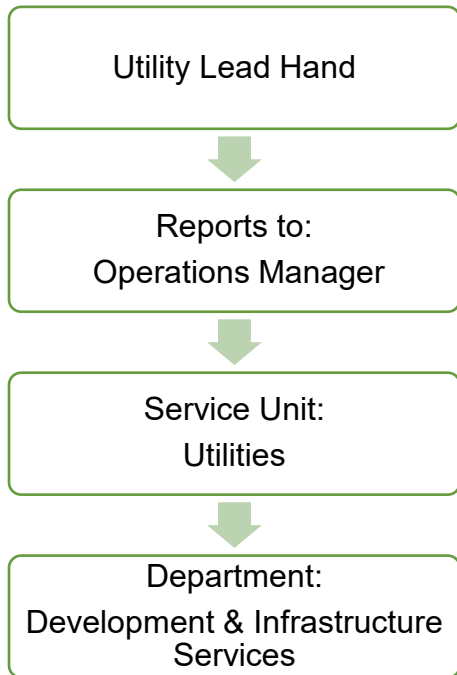 Utility Lead Hand
Reports to:
Operations Manager
Service Unit:
Utilities
Department:
Development & Infrastructure
Services